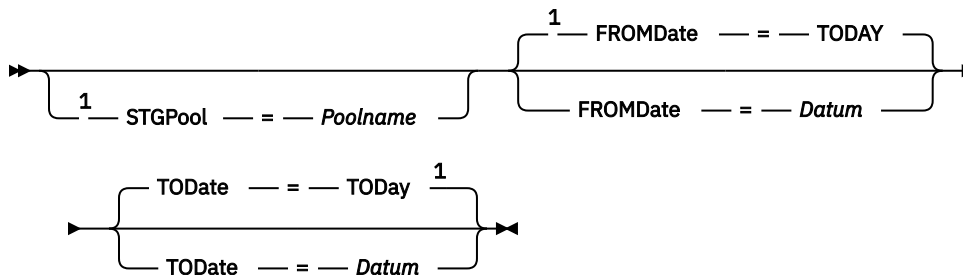 1 FROMDate = TODAY
1 STGPool = Poolname
FROMDate = Datum
TODate = TODay 1
TODate = Datum